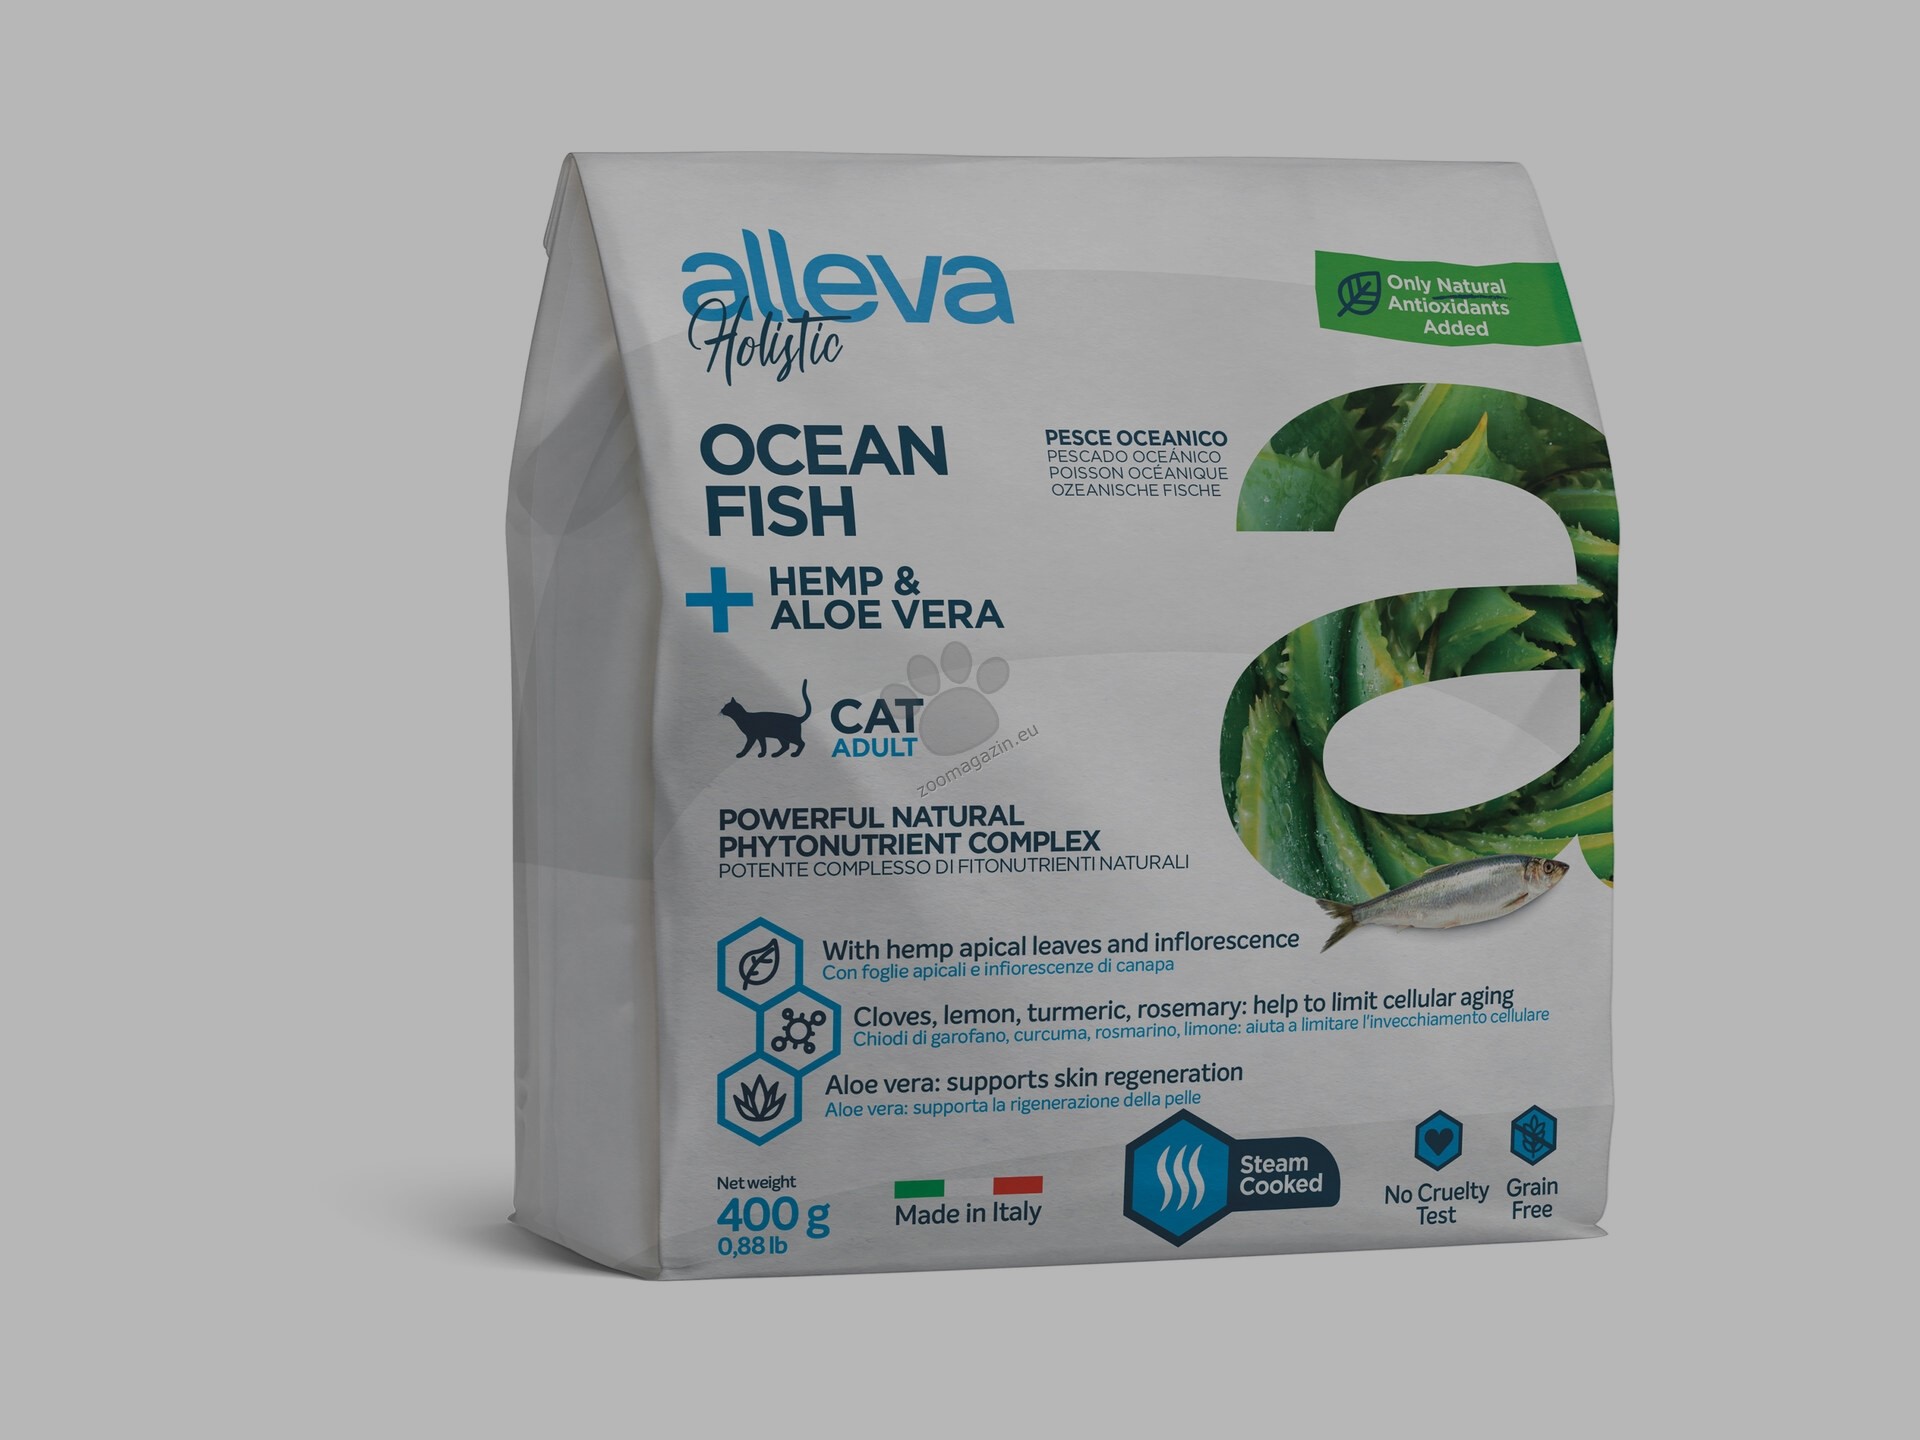 alleva
Holistic
Only Natural
Antioxidants
Added
OCEAN
FISH
PESCE OCEANICO
PESCADO OCEÁNICO
POISSON OCÉANIQUE
OZEANISCHE FISCHE
+ HEMP &
ALOE VERA
CAT
ADULT
zoomagazin.eu
POWERFUL NATURAL
PHYTONUTRIENT COMPLEX
POTENTE COMPLESSO DI FITONUTRIENTI NATURALI
With hemp apical leaves and inflorescence
Con foglie apicali e infiorescenze di canapa
Cloves, lemon, turmeric, rosemary: help to limit cellular aging
Chiodi di garofano, curcuma, rosmarino, limone: aiuta a limitare l'invecchiamento cellulare
Aloe vera: supports skin regeneration
Aloe vera: supporta la rigenerazione della pelle
Net weight
400 g
0,88 lb
Made in Italy
Steam
Cooked
No Cruelty
Test
Grain
Free
a